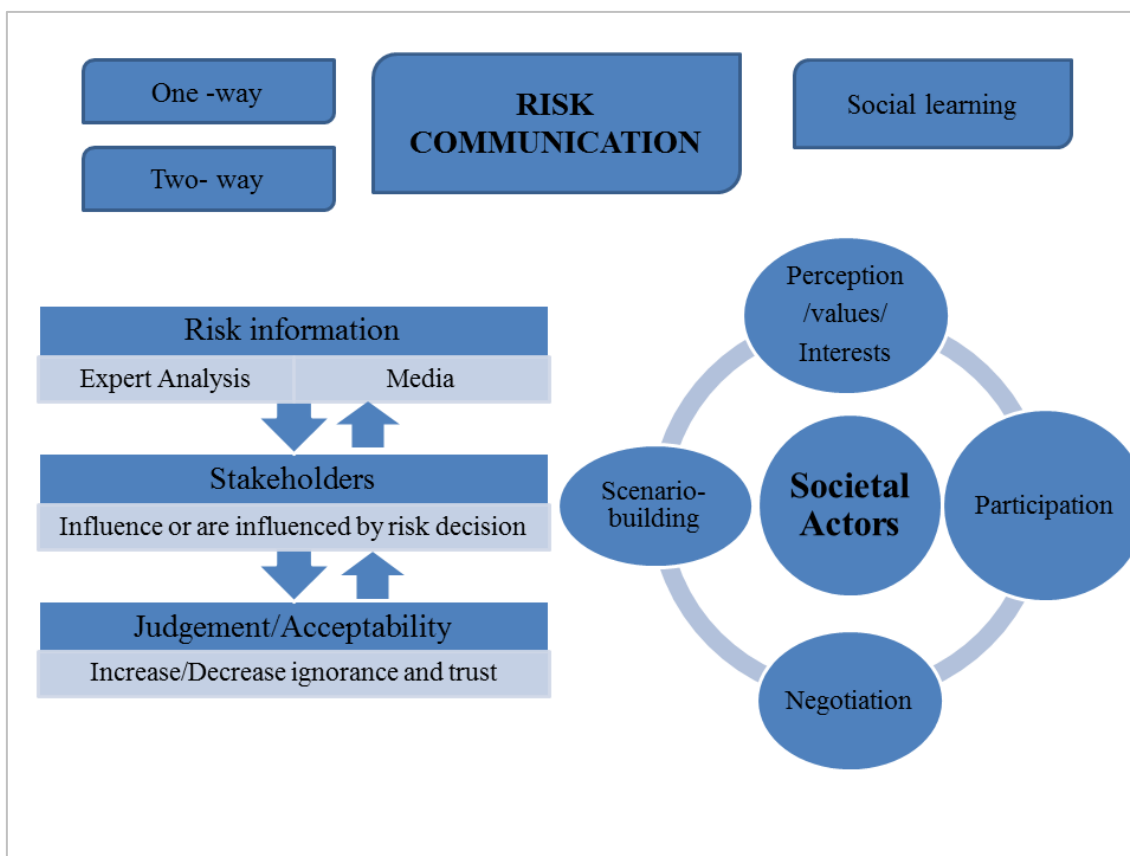 One -way
Two- way
RISK
COMMUNICATION
Social learning
Risk information
Expert Analysis
Media
Stakeholders
Influence or are influenced by risk decision
Judgement/Acceptability
Increase/Decrease ignorance and trust
Perception
/values/
Interests
Scenario-
building
Societal
Actors
Participation
Negotiation